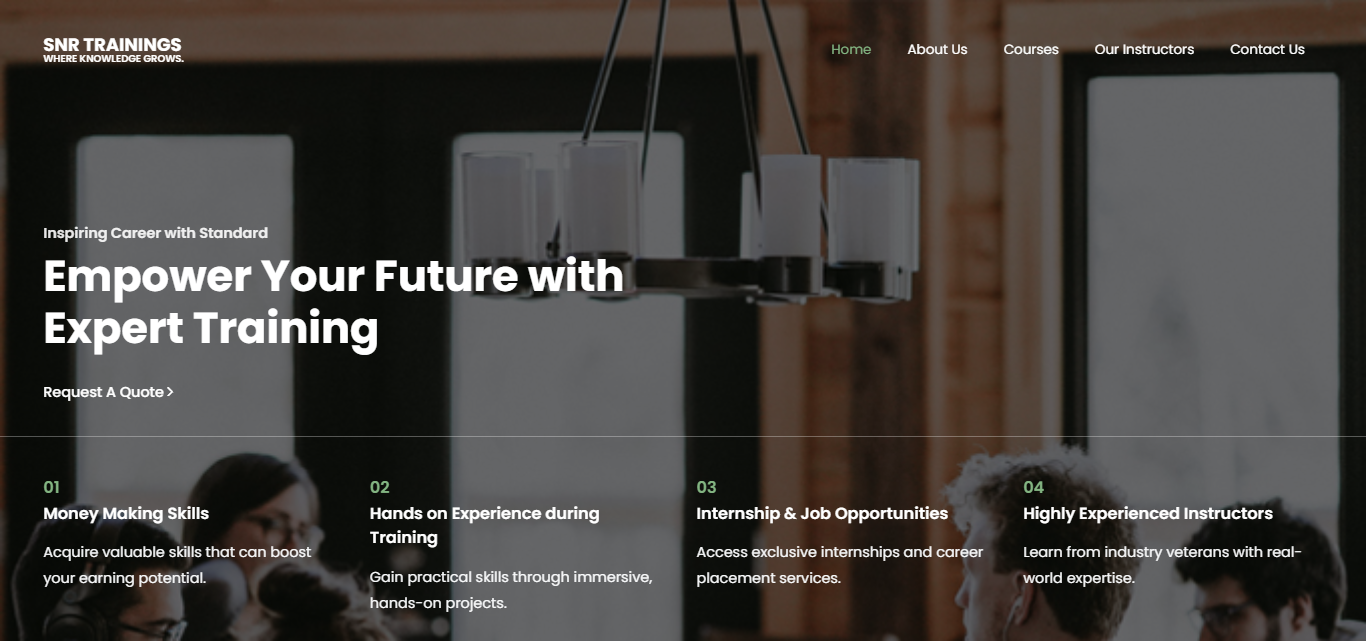 SNR TRAININGS
WHERE KNOWLEDGE GROWS.
Home
About Us
Courses
Our Instructors
Contact Us
Inspiring Career with Standard
Empower Your Future with
Expert Training
Request A Quote >
01
Money Making Skills
Acquire valuable skills that can boost
your earning potential.
02
Hands on Experience during
Training
Gain practical skills through immersive,
hands-on projects.
03
Internship & Job Opportunities
Access exclusive internships and career
placement services.
04
Highly Experienced Instructors
Learn from industry veterans with real-
world expertise.